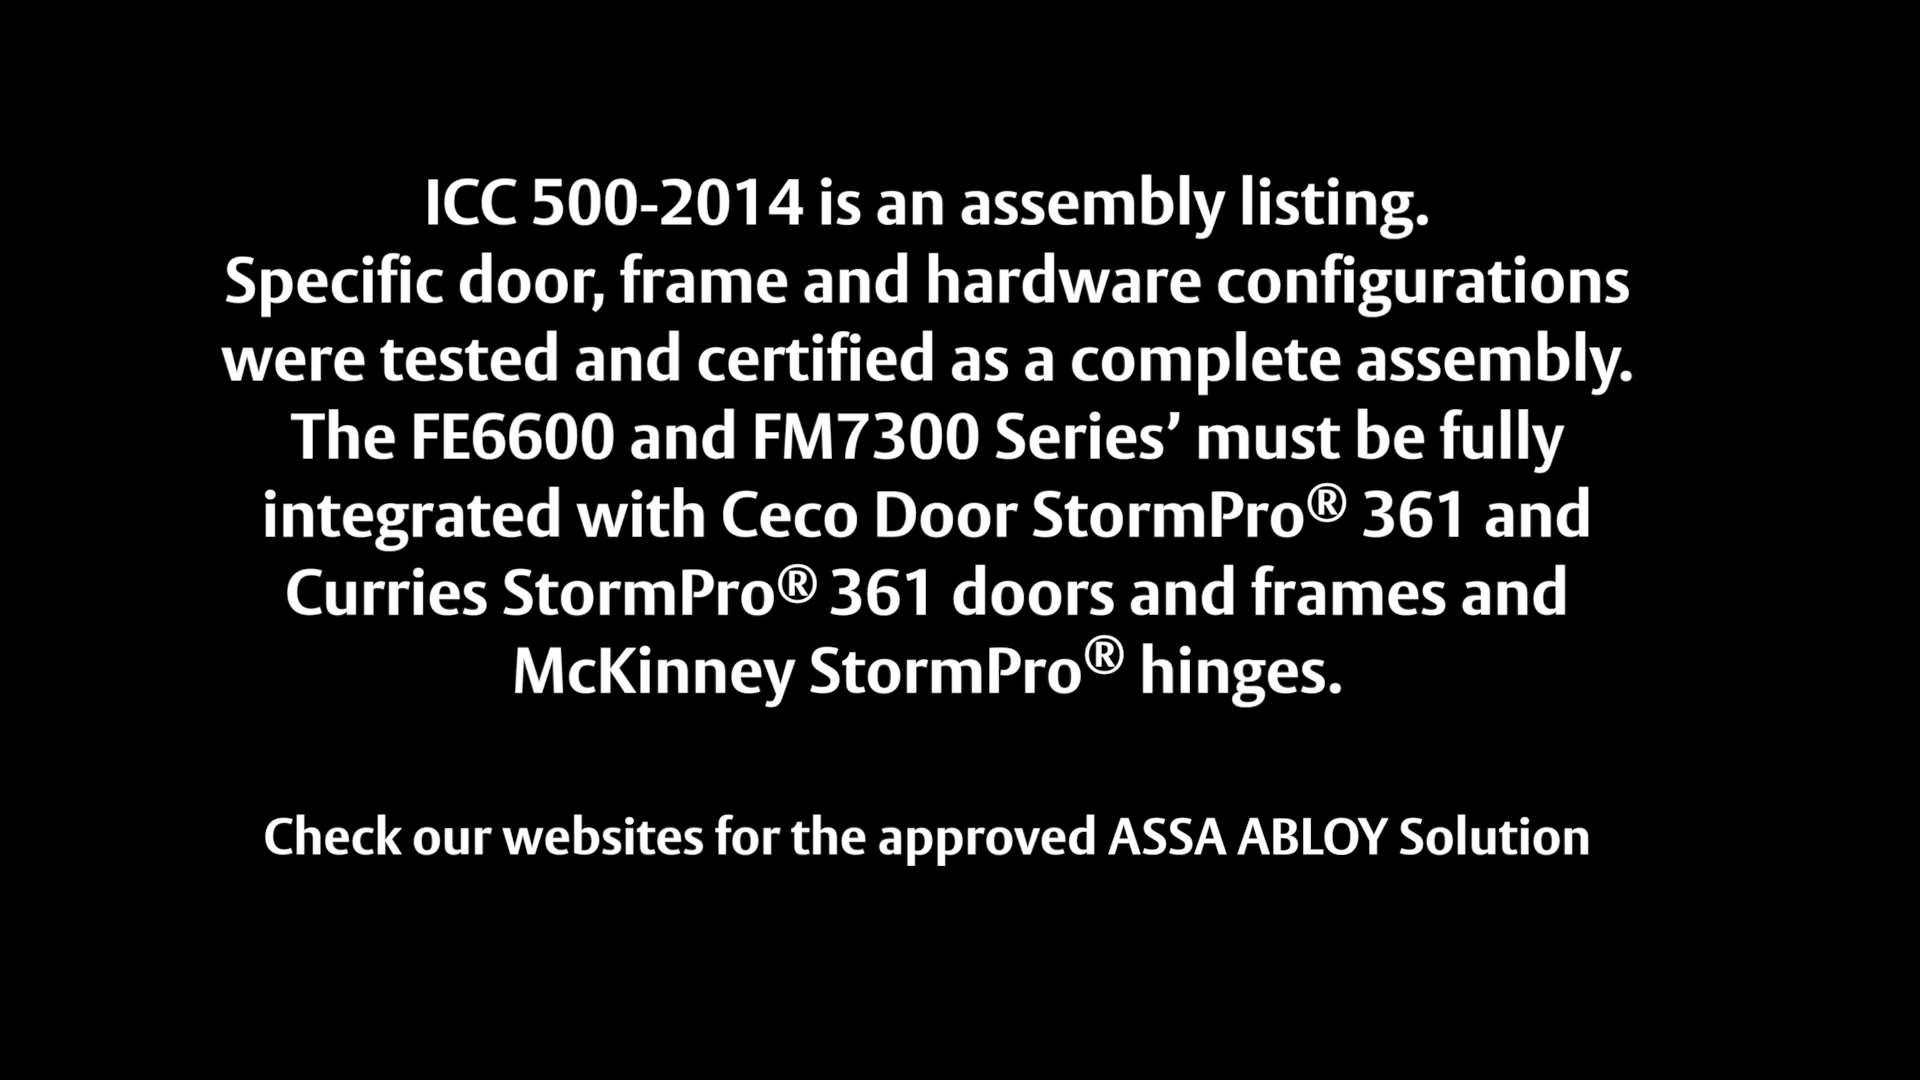 ICC 500-2014 is an assembly listing.
Specific door, frame and hardware configurations
were tested and certified as a complete assembly.
The FE6600 and FM7300 Series’ must be fully
integrated with Ceco Door StormPro® 361 and
Curries StormPro® 361 doors and frames and
McKinney StormPro® hinges.
Check our websites for the approved ASSA ABLOY Solution